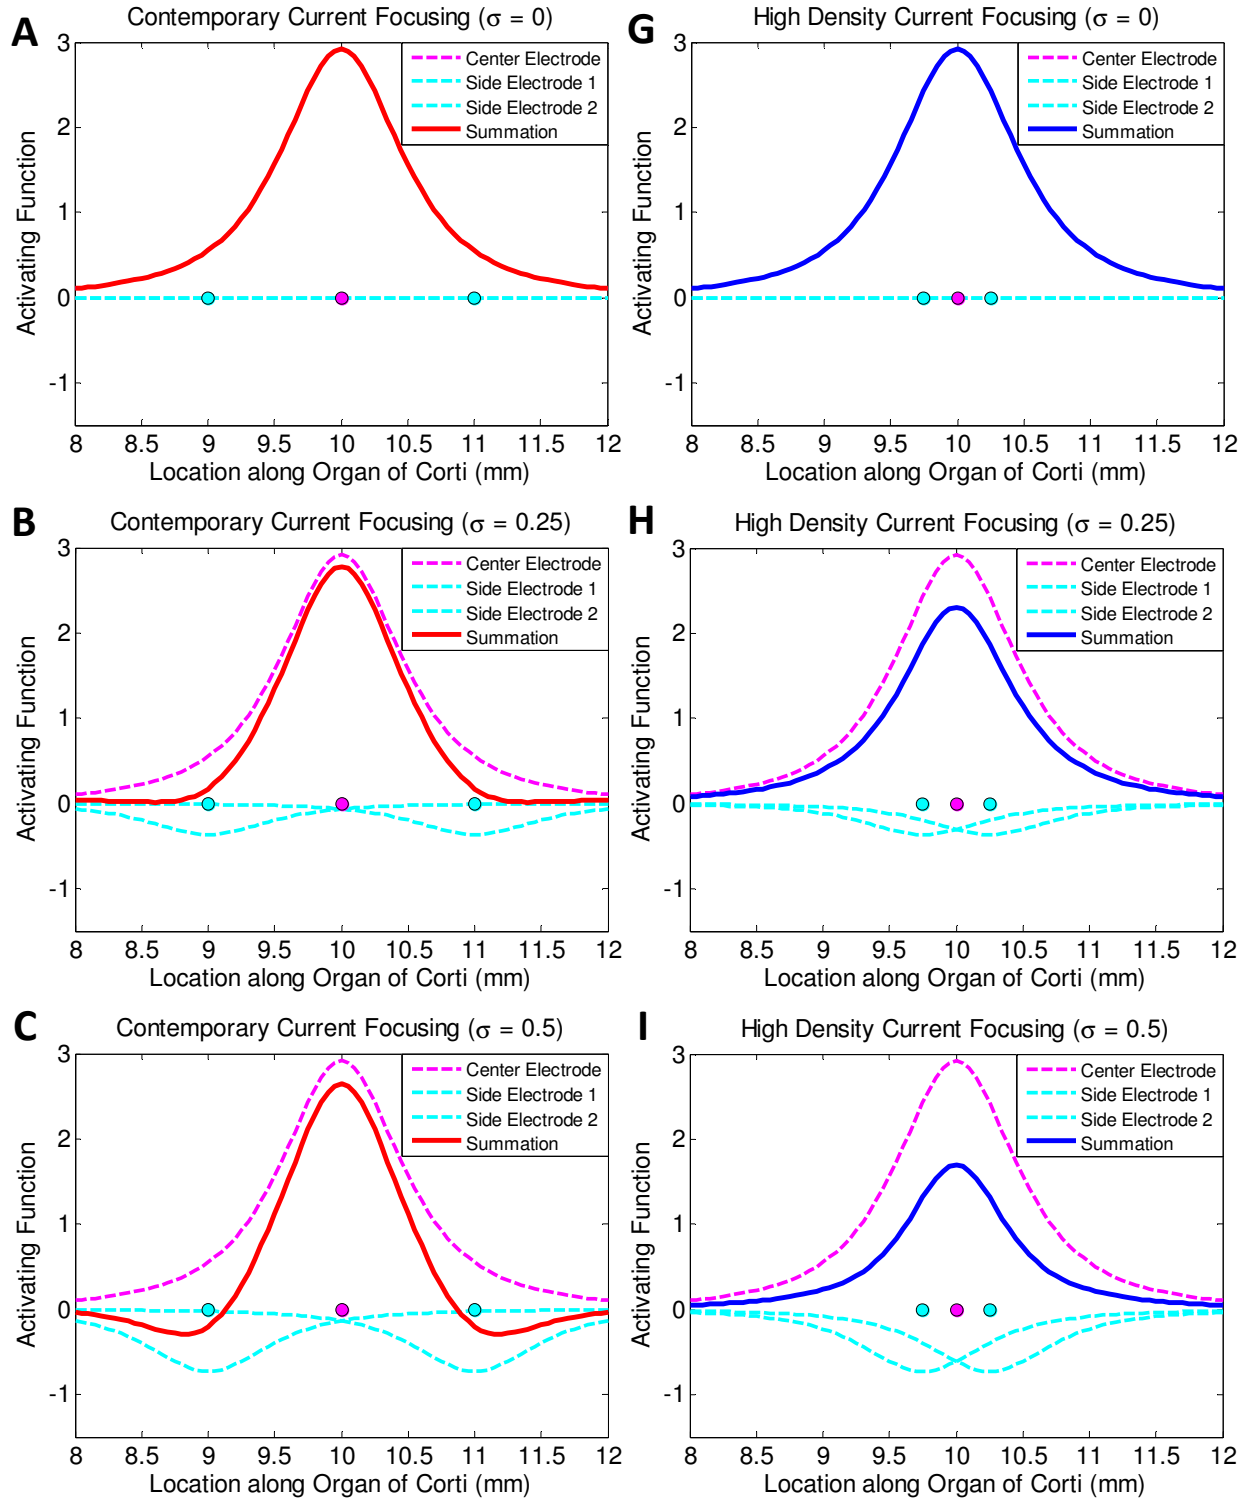 A
Contemporary Current Focusing (σ = 0)
3
2
1
0
-1
Activating Function
Center Electrode
Side Electrode 1
Side Electrode 2
Summation
8 8.5 9 9.5 10 10.5 11 11.5 12
Location along Organ of Corti (mm)
G
High Density Current Focusing (σ = 0)
3
2
1
0
-1
Activating Function
Center Electrode
Side Electrode 1
Side Electrode 2
Summation
8 8.5 9 9.5 10 10.5 11 11.5 12
Location along Organ of Corti (mm)
B
Contemporary Current Focusing (σ = 0.25)
3
2
1
0
-1
Activating Function
Center Electrode
Side Electrode 1
Side Electrode 2
Summation
8 8.5 9 9.5 10 10.5 11 11.5 12
Location along Organ of Corti (mm)
H
High Density Current Focusing (σ = 0.25)
3
2
1
0
-1
Activating Function
Center Electrode
Side Electrode 1
Side Electrode 2
Summation
8 8.5 9 9.5 10 10.5 11 11.5 12
Location along Organ of Corti (mm)
C
Contemporary Current Focusing (σ = 0.5)
3
2
1
0
-1
Activating Function
Center Electrode
Side Electrode 1
Side Electrode 2
Summation
8 8.5 9 9.5 10 10.5 11 11.5 12
Location along Organ of Corti (mm)
I
High Density Current Focusing (σ = 0.5)
3
2
1
0
-1
Activating Function
Center Electrode
Side Electrode 1
Side Electrode 2
Summation
8 8.5 9 9.5 10 10.5 11 11.5 12
Location along Organ of Corti (mm)